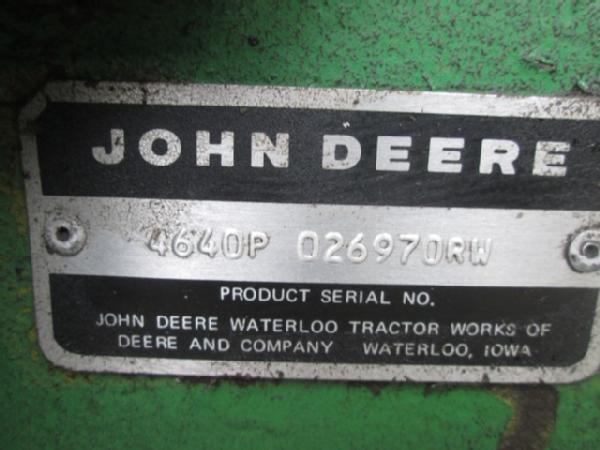 JOHN DEERE
4640P 026970RW
PRODUCT SERIAL NO.
JOHN DEERE WATERLOO TRACTOR WORKS OF
DEERE AND COMPANY WATERLOO, IOWA